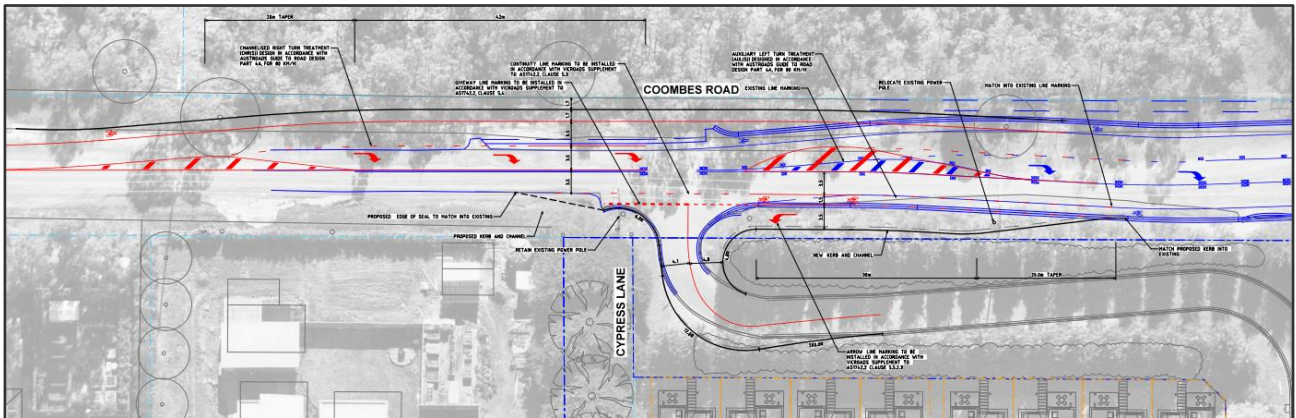 20m TAPER
42m
CHANNELISED RIGHT TURN TREATMENT
(CHR(S)) DESIGN IN ACCORDANCE WITH
AUSTROADS GUIDE TO ROAD DESIGN
PART 4A, FOR 80 KM/H
CONTINUITY LINE MARKING TO BE INSTALLED
IN ACCORDANCE WITH VICROADS SUPPLEMENT
TO AS1742.2, CLAUSE 5.3
GIVEWAY LINE MARKING TO BE INSTALLED IN
ACCORDANCE WITH VICROADS SUPPLEMENT TO
AS1742.2, CLAUSE 5.4
COOMBES ROAD
EXISTING LINE MARKING
AUXILIARY LEFT TURN TREATMENT
(AUL(S)) DESIGNED IN ACCORDANCE
WITH AUSTROADS GUIDE TO ROAD
DESIGN PART 4A, FOR 80 KM/H
RELOCATE EXISTING POWER
POLE
MATCH INTO EXISTING LINE MARKING
PROPOSED EDGE OF SEAL TO MATCH INTO EXISTING
PROPOSED KERB AND CHANNEL
RETAIN EXISTING POWER POLE
NEW KERB AND CHANNEL
MATCH PROPOSED KERB INTO
EXISTING
30m
20.0m TAPER
CYPRESS LANE
ARROW LINE MARKING TO BE
INSTALLED IN ACCORDANCE WITH
VICROADS SUPPLEMENT TO
AS1742.2 CLAUSE 5.5.2.B